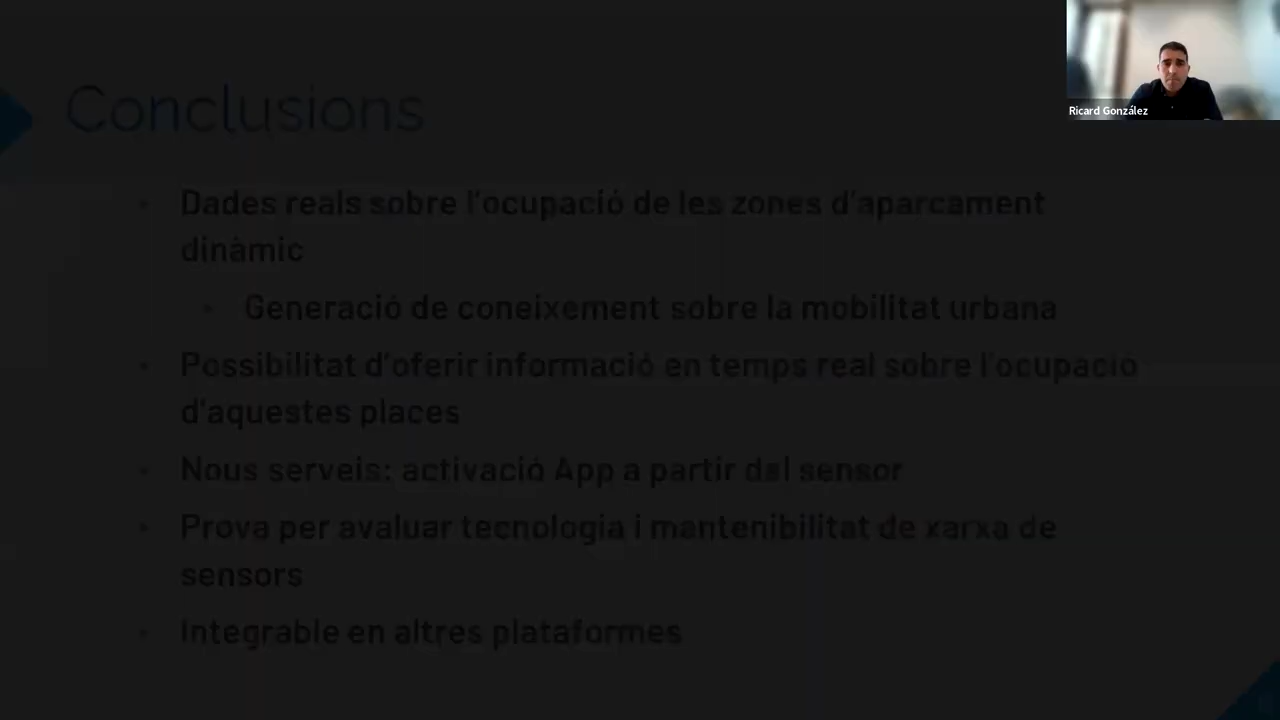 Ricard González
Conclusions
• Dades reals sobre l'ocupació de les zones d'aparcament
dinàmic
• Generació de coneixement sobre la mobilitat urbana
• Possibilitat d'oferir informació en temps real sobre l'ocupació
d'aquestes places
• Nous serveis: activació App a partir del sensor
• Prova per avaluar tecnologia i mantenibilitat de xarxa de
sensors
• Integrable en altres plataformes